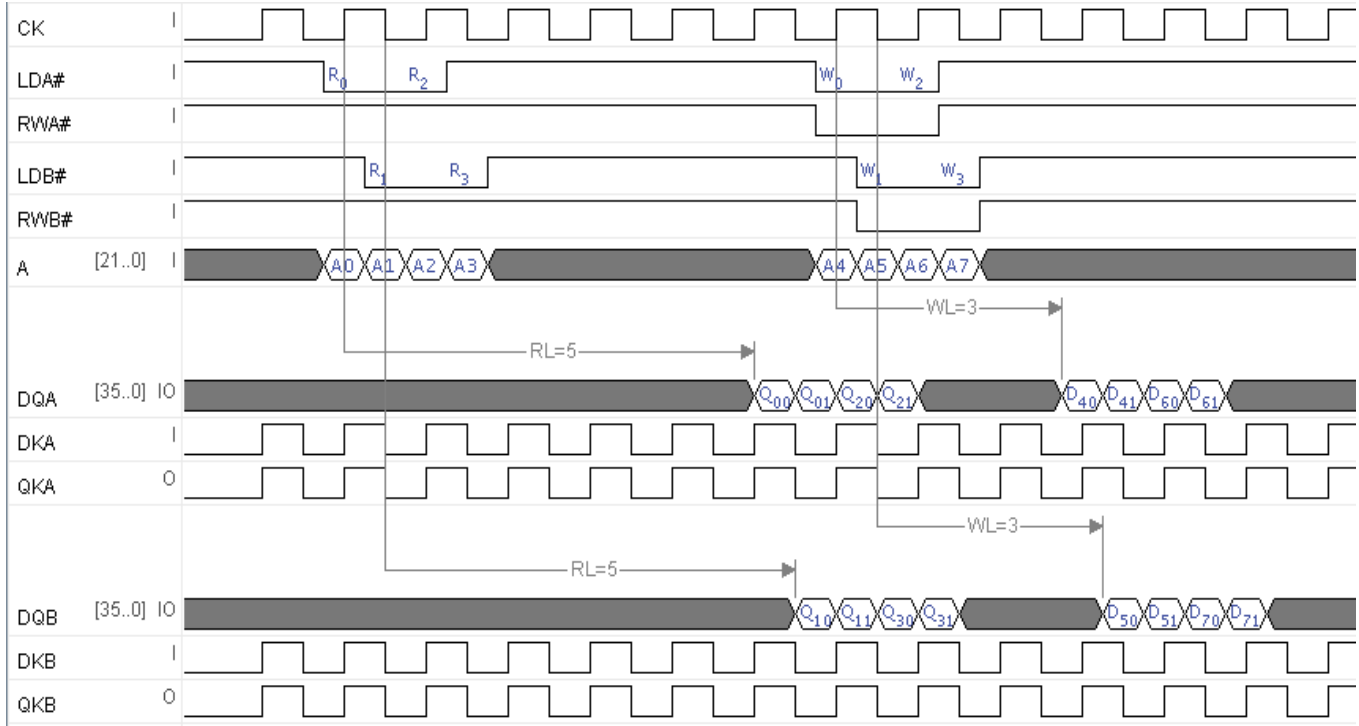 CK I
LDA# I R0 R2 W0 W2
RWA# I
LDB# I R1 R3 W1 W3
RWB# I
A [21..0] I A0 A1 A2 A3 A4 A5 A6 A7
WL=3
RL=5
DQA [35..0] IO Q00 Q01 Q20 Q21 D40 D41 D60 D61
DKA I
QKA O
WL=3
RL=5
DQB [35..0] IO Q10 Q11 Q30 Q31 D50 D51 D70 D71
DKB I
QKB O